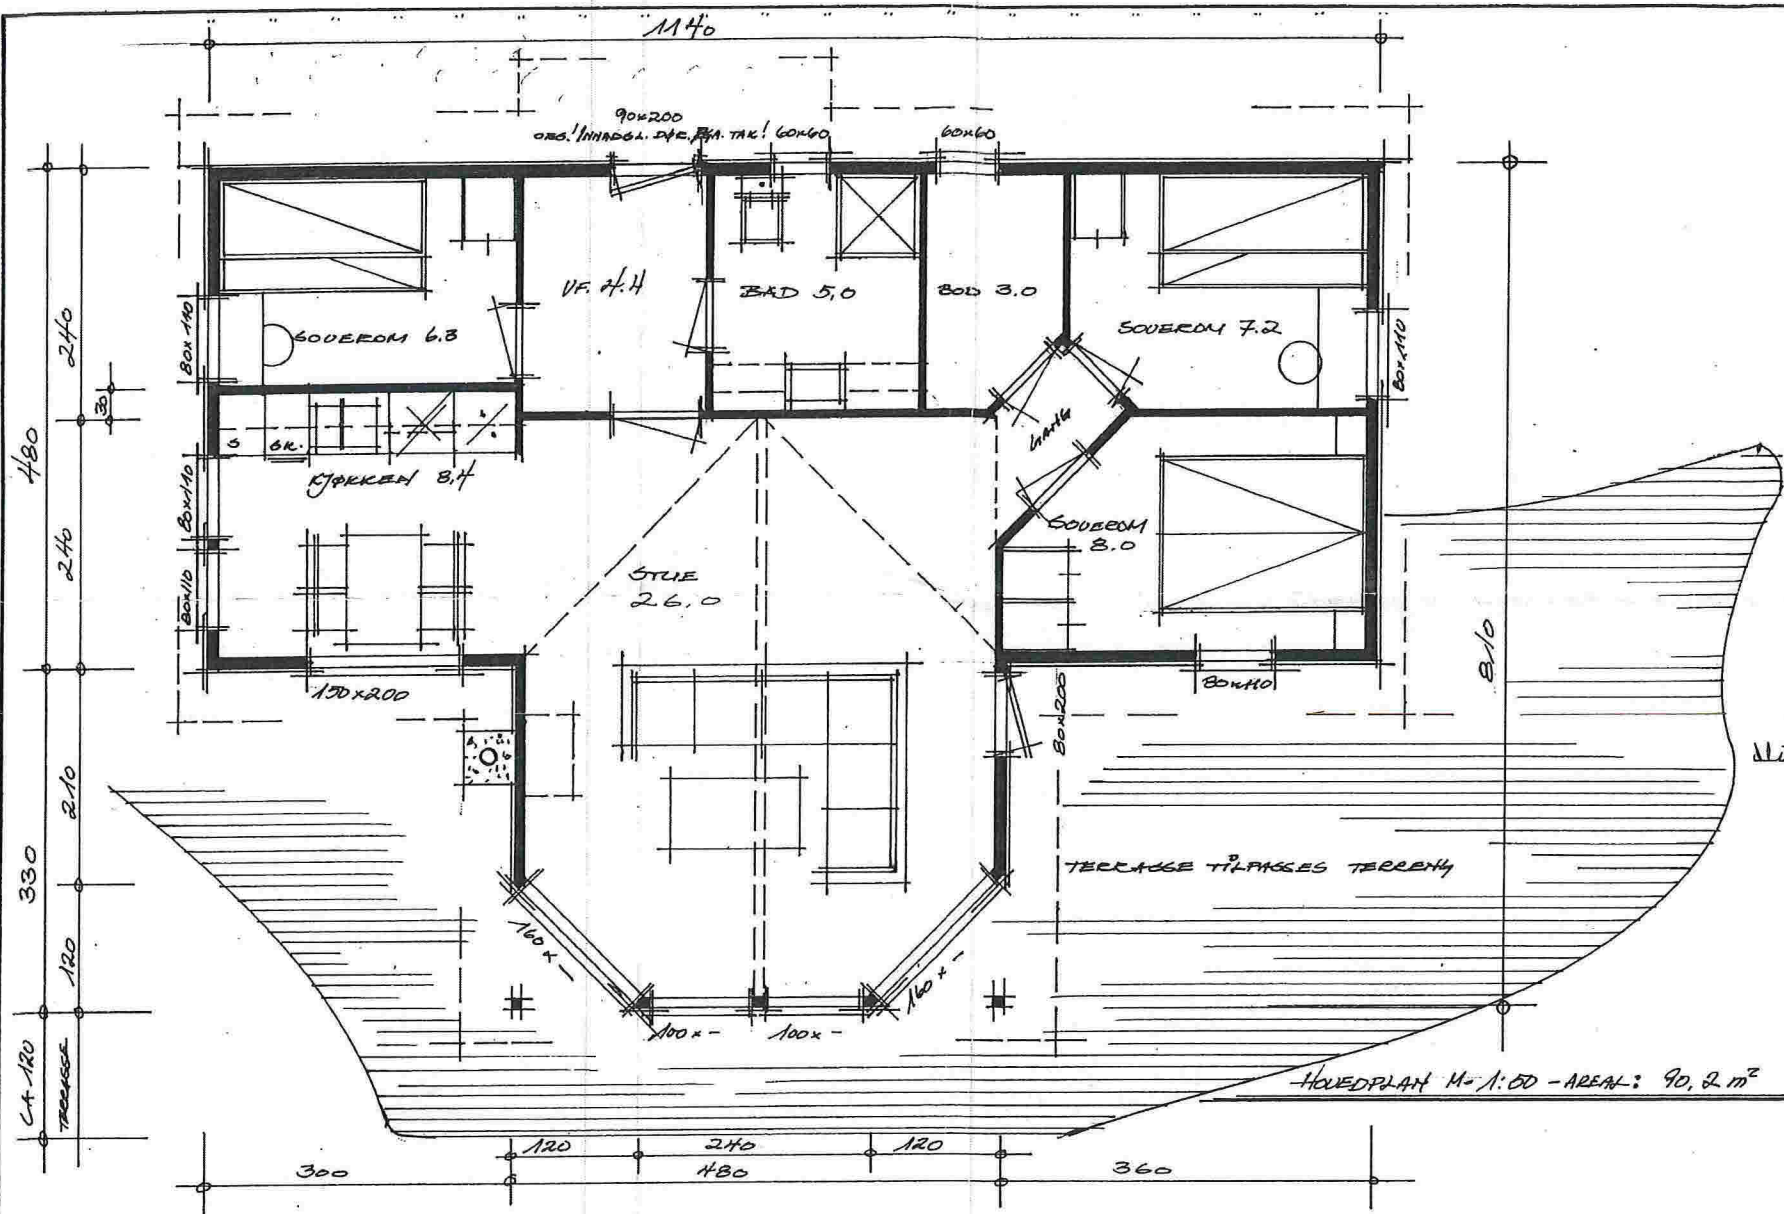 1140
90x200
OBS! INNADSL. DØR. PGA. TAK!
60x60
60x60
VF. 4.4
BAD 5,0
BOD 3.0
SOVEROM 6.3
SOVEROM 7.2
80x110
80x110
240
30
480
S
SK.
GANG
KJØKKEN 8,4
80x110
SOVEROM
8.0
240
80x110
STUE
26,0
810
150x200
80x200
80x110
210
330
TERRASSE TILPASSES TERRENG
120
160x-
160x-
100x-
100x-
CA 120
TERRASSE
HOVEDPLAN M= 1:50 - AREAL: 90,2 m²
120
240
120
300
480
360